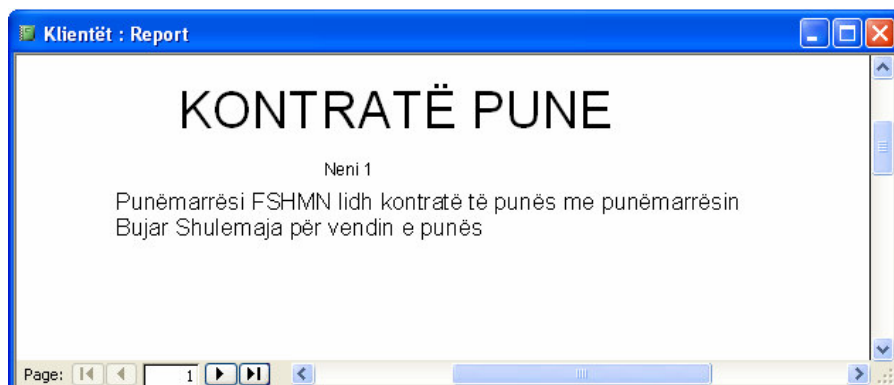 Klientët : Report
KONTRATË PUNE
Neni 1
Punëmarrësi FSHMN lidh kontratë të punës me punëmarrësin
Bujar Shulemaja për vendin e punës
Page: 1